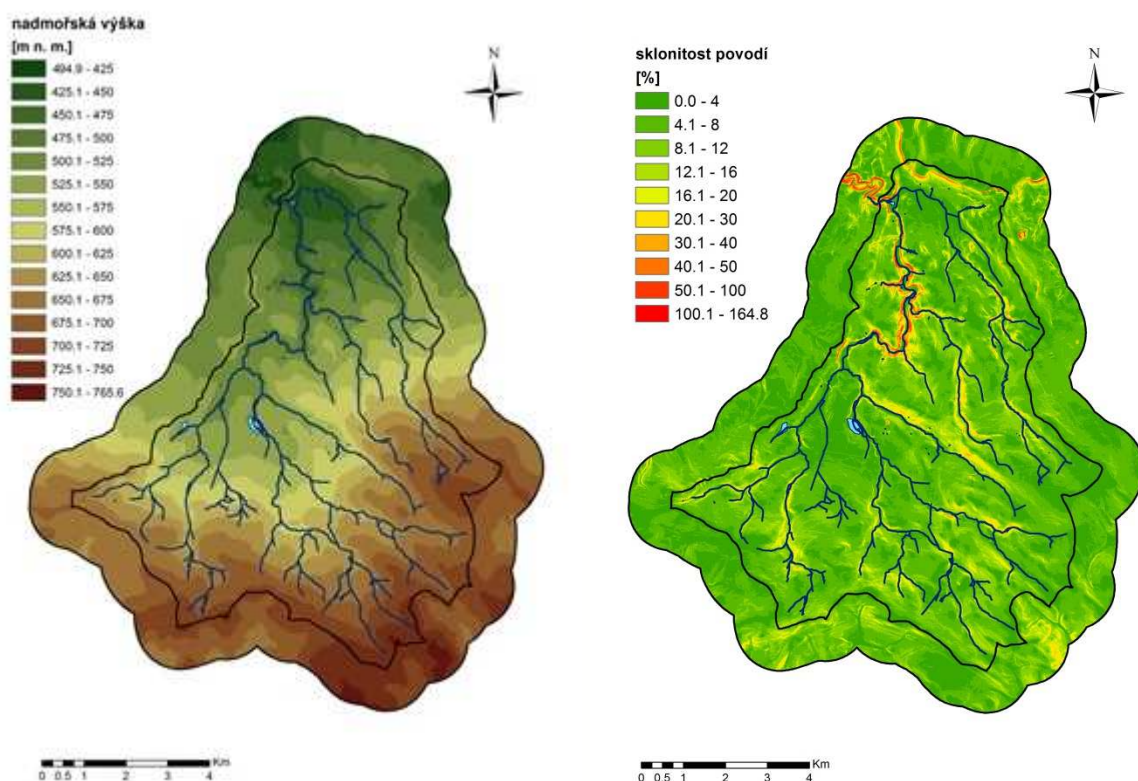 nadmořská výška
[m n. m.]
494.9 - 425
425.1 - 450
450.1 - 475
475.1 - 500
500.1 - 525
525.1 - 550
550.1 - 575
575.1 - 600
600.1 - 625
625.1 - 650
650.1 - 675
675.1 - 700
700.1 - 725
725.1 - 750
750.1 - 765.6
N
Km
0 0.5 1 2 3 4
sklonitost povodí
[%]
0.0 - 4
4.1 - 8
8.1 - 12
12.1 - 16
16.1 - 20
20.1 - 30
30.1 - 40
40.1 - 50
50.1 - 100
100.1 - 164.8
N
Km
0 0.5 1 2 3 4